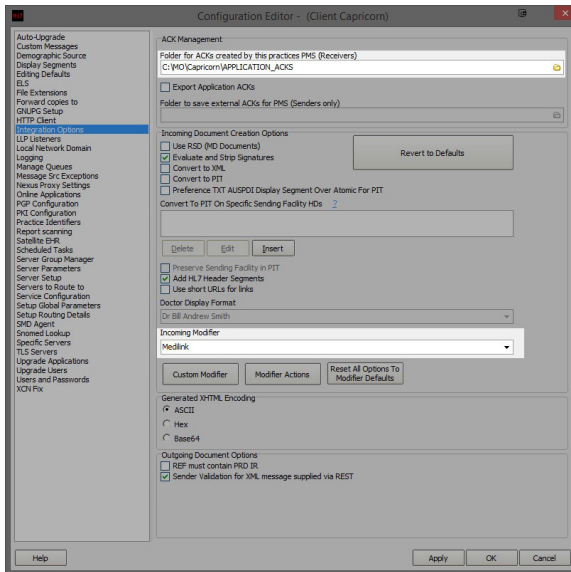 Configuration Editor - (Client Capricorn)
Auto-Upgrade
Custom Messages
Demographic Source
Display Segments
Editing Defaults
ELS
File Extensions
Forward copies to
GNUPG Setup
HTTP Client
Integration Options
LLP Listeners
Local Network Domain
Logging
Manage Queues
Message Src Exceptions
Nexus Proxy Settings
Online Applications
PGP Configuration
PKI Configuration
Practice Identifiers
Report scanning
Satellite EHR
Scheduled Tasks
Server Group Manager
Server Parameters
Server Setup
Servers to Route to
Service Configuration
Setup Global Parameters
Setup Routing Details
SMD Agent
Snomed Lookup
Specific Servers
TLS Servers
Upgrade Applications
Upgrade Users
Users and Passwords
XCN Fix
ACK Management
Folder for ACKs created by this practices PMS (Receivers)
C:\MO\Capricorn\APPLICATION_ACKS
Export Application ACKs
Folder to save external ACKs for PMS (Senders only)
Incoming Document Creation Options
Use RSD (MD Documents)
Evaluate and Strip Signatures
Convert to XML
Convert to PIT
Preference TXT AUSPDI Display Segment Over Atomic For PIT
Revert to Defaults
Convert To PIT On Specific Sending Facility HDs ?
Delete Edit Insert
Preserve Sending Facility in PIT
Add HL7 Header Segments
Use short URLs for links
Doctor Display Format
Dr Bill Andrew Smith
Incoming Modifier
Medilink
Custom Modifier Modifier Actions Reset All Options To
Modifier Defaults
Generated XHTML Encoding
ASCII
Hex
Base64
Outgoing Document Options
REF must contain PRD IR
Sender Validation for XML message supplied via REST
Help Apply OK Cancel